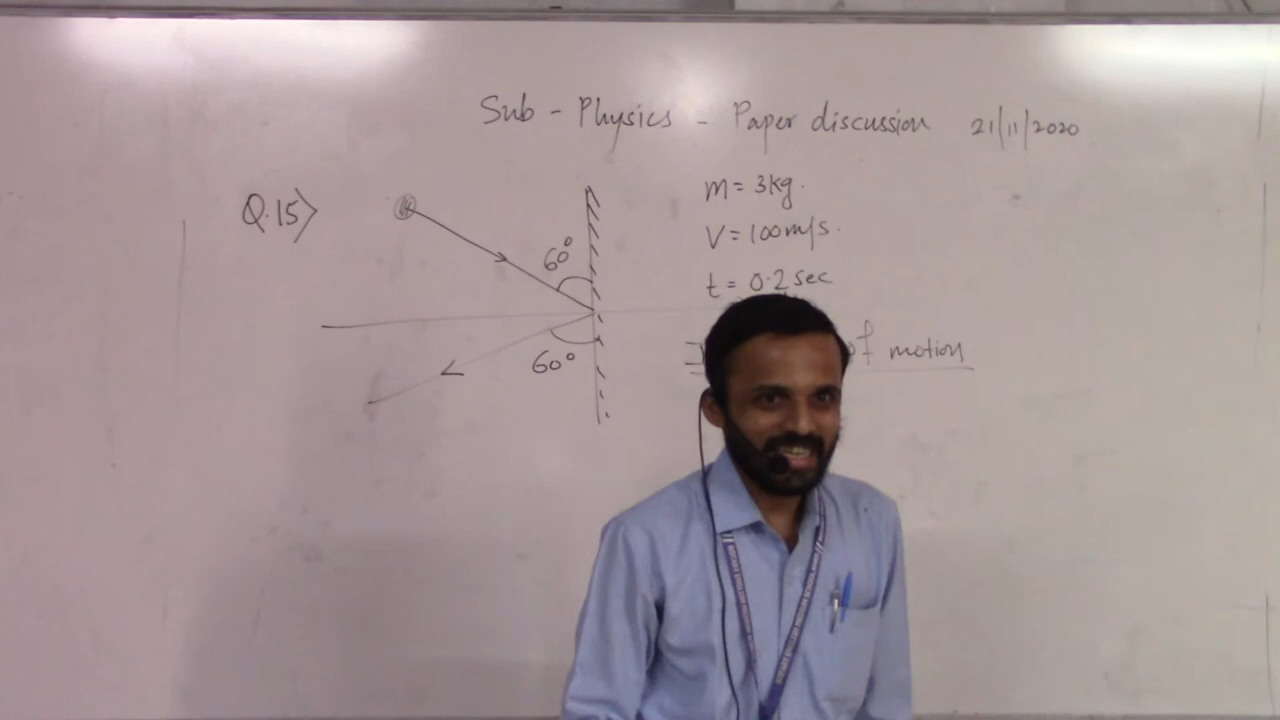 Sub - Physics - Paper discussion 21/11/2020
Q.15>
60°
60°
m = 3kg.
V = 100m/s.
t = 0.2 sec
of motion